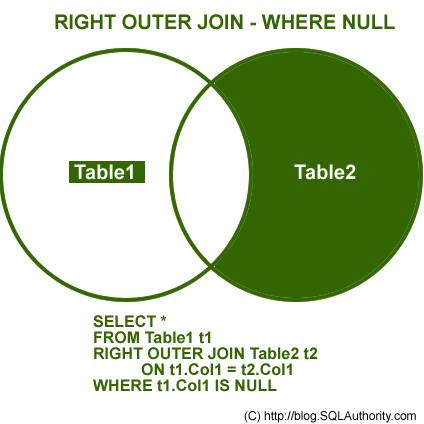 RIGHT OUTER JOIN - WHERE NULL
Table1
Table2
SELECT *
FROM Table1 t1
RIGHT OUTER JOIN Table2 t2
ON t1.Col1 = t2.Col1
WHERE t1.Col1 IS NULL
(C) http://blog.SQLAuthority.com